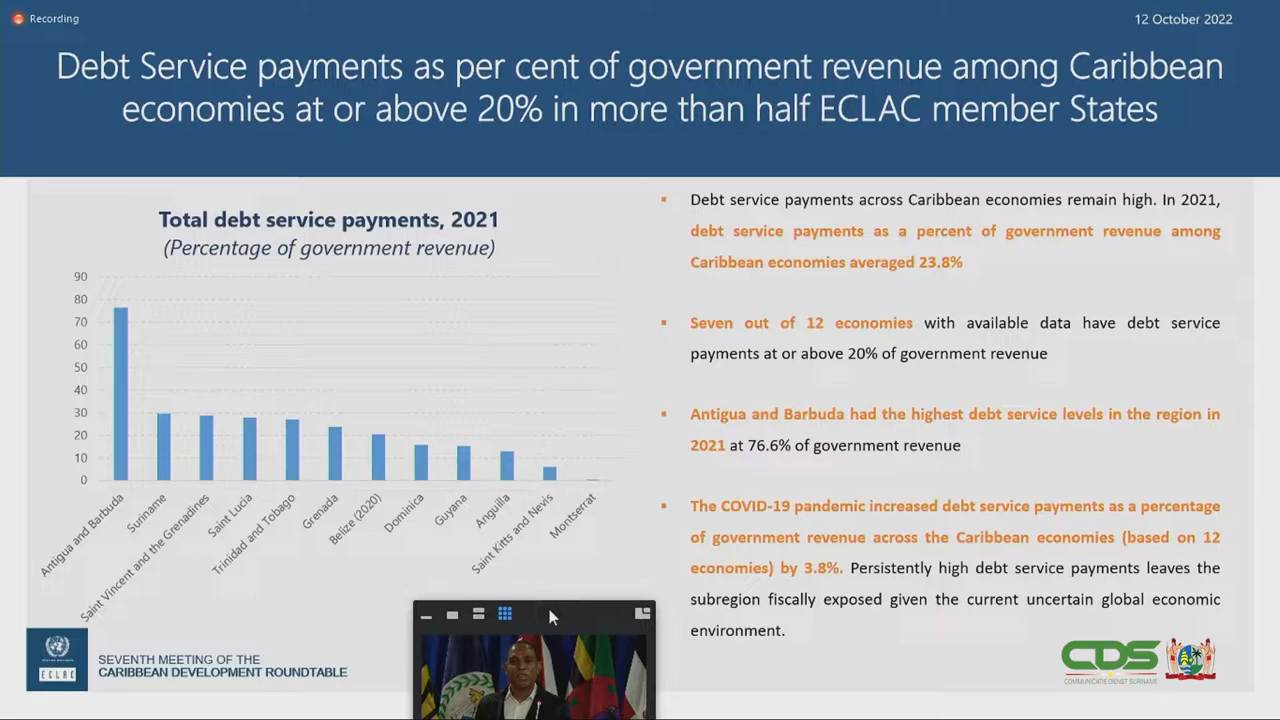 Recording
12 October 2022
Debt Service payments as per cent of government revenue among Caribbean
economies at or above 20% in more than half ECLAC member States
Total debt service payments, 2021
(Percentage of government revenue)
90
80
70
60
50
40
30
20
10
0
Antigua and Barbuda
Suriname
Saint Vincent and the Grenadines
Saint Lucia
Trinidad and Tobago
Grenada
Belize (2020)
Dominica
Guyana
Anguilla
Saint Kitts and Nevis
Montserrat
Debt service payments across Caribbean economies remain high. In 2021,
debt service payments as a percent of government revenue among
Caribbean economies averaged 23.8%
Seven out of 12 economies with available data have debt service
payments at or above 20% of government revenue
Antigua and Barbuda had the highest debt service levels in the region in
2021 at 76.6% of government revenue
The COVID-19 pandemic increased debt service payments as a percentage
of government revenue across the Caribbean economies (based on 12
economies) by 3.8%. Persistently high debt service payments leaves the
subregion fiscally exposed given the current uncertain global economic
environment.
ECLAC
SEVENTH MEETING OF THE
CARIBBEAN DEVELOPMENT ROUNDTABLE
CDS
COMMUNICATIE DIENST SURINAME